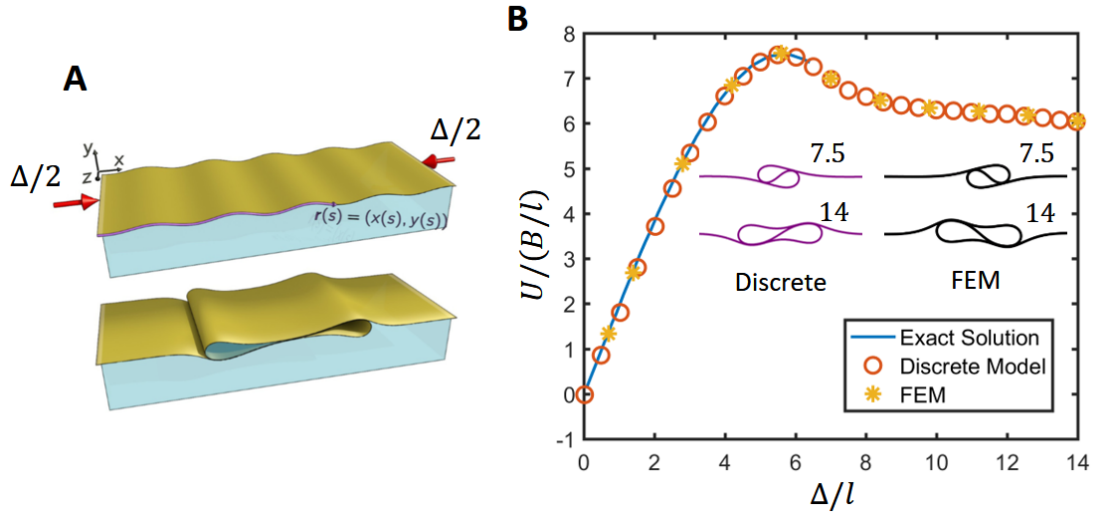 A
y
x
z
Δ/2
Δ/2
r(s) = (x(s), y(s))
B
U/(B/l)
8
7
6
5
4
3
2
1
0
-1
7.5
7.5
14
14
Discrete
FEM
Exact Solution
Discrete Model
FEM
0
2
4
6
8
10
12
14
Δ/l